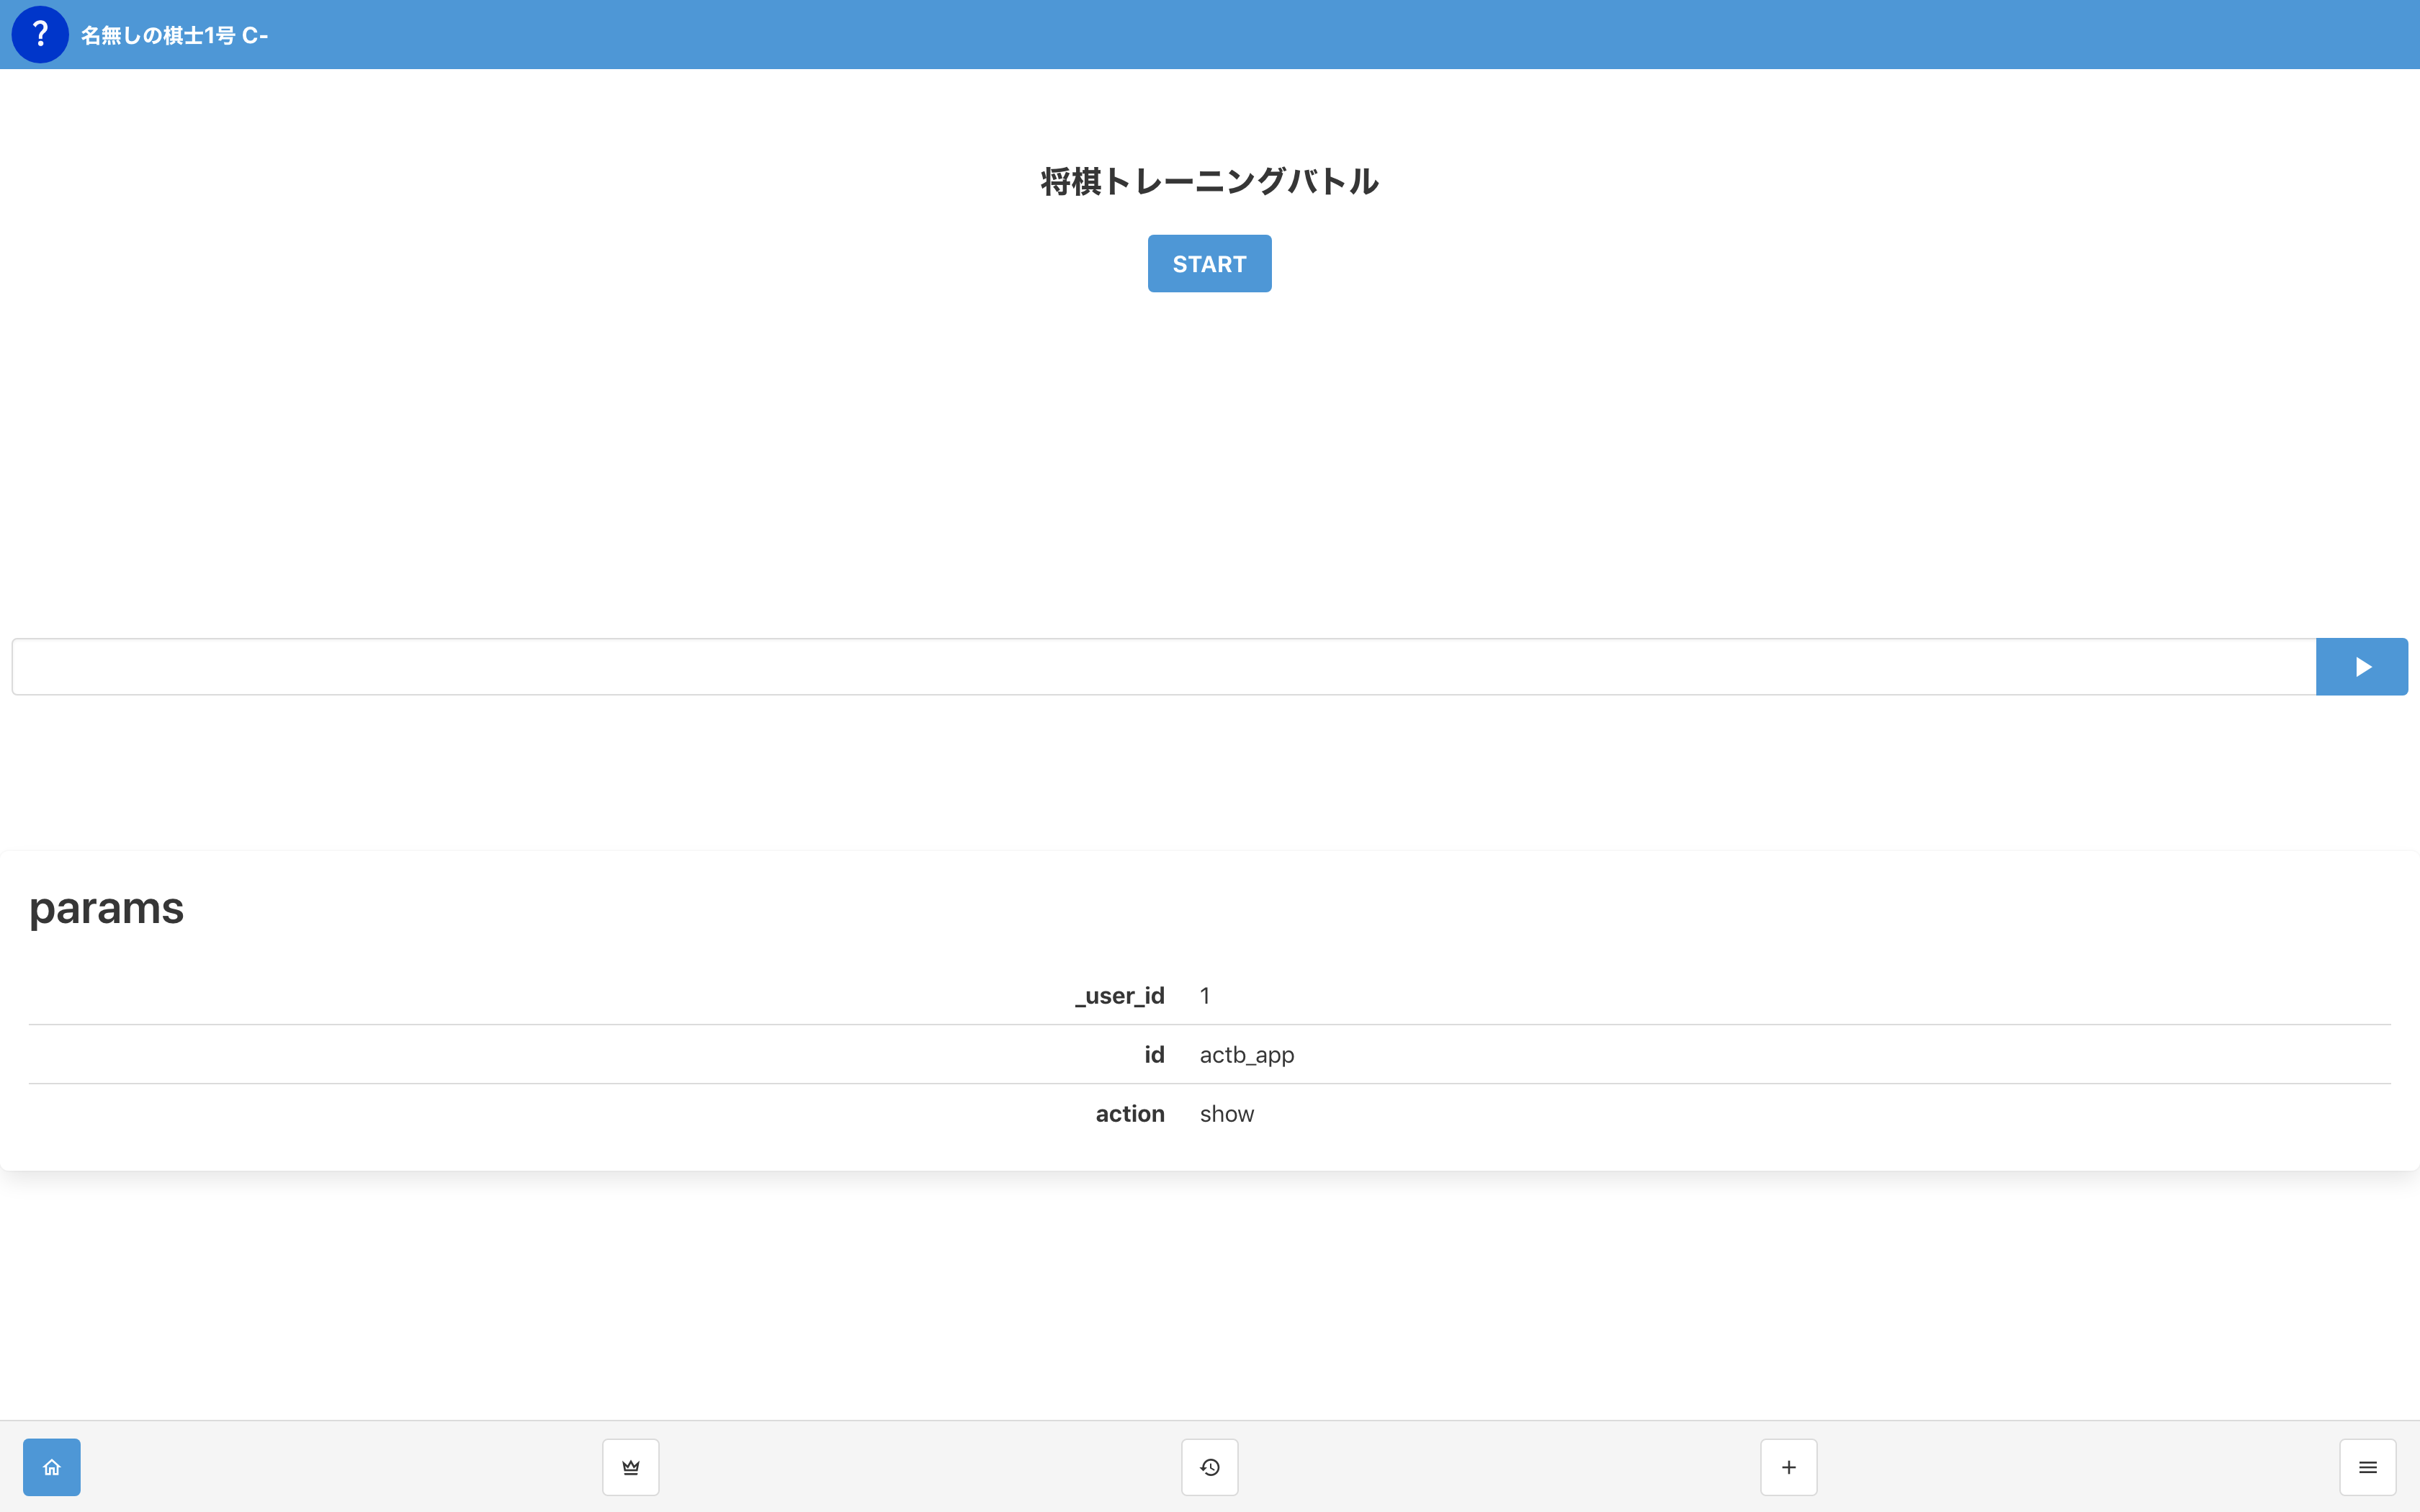 ?
名無しの棋士1号 C-
将棋トレーニングバトル
START
params
_user_id 1
id actb_app
action show